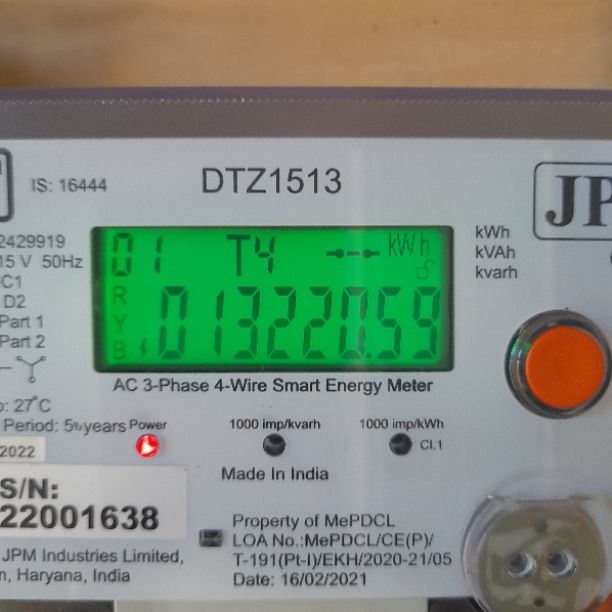 IS: 16444
DTZ1513
JP
2429919
15 V 50Hz
C1
D2
Part 1
Part 2
: 27°C
Period: 5½years
2022
01 T4 kWh
R
Y
B
013220.59
kWh
kVAh
kvarh
AC 3-Phase 4-Wire Smart Energy Meter
Power
1000 imp/kvarh
1000 imp/kWh
Cl.1
Made In India
S/N:
22001638
JPM Industries Limited,
, Haryana, India
Property of MePDCL
LOA No.:MePDCL/CE(P)/
T-191(Pt-I)/EKH/2020-21/05
Date: 16/02/2021